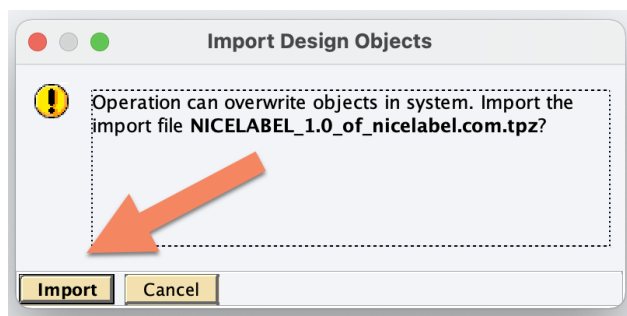 Import Design Objects
Operation can overwrite objects in system. Import the
import file NICELABEL_1.0_of_nicelabel.com.tpz?
Import
Cancel